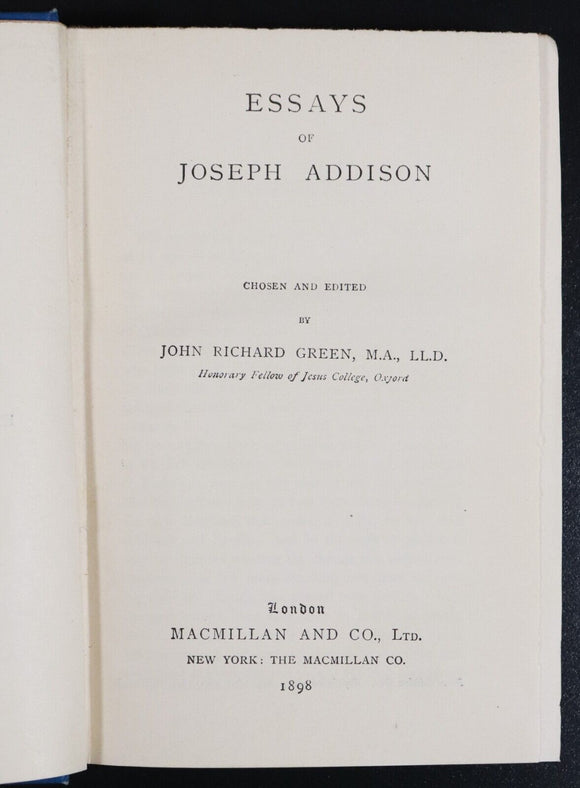 ESSAYS
OF
JOSEPH ADDISON
CHOSEN AND EDITED
BY
JOHN RICHARD GREEN, M.A., LL.D.
Honorary Fellow of Jesus College, Oxford
London
MACMILLAN AND CO., LTD.
NEW YORK: THE MACMILLAN CO.
1898